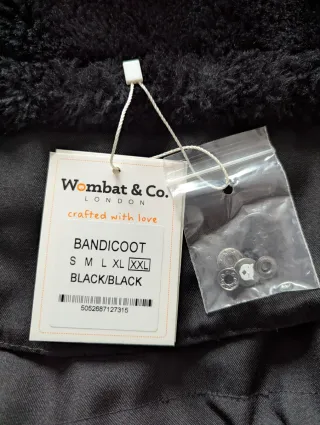 Wombat & Co.
LONDON
crafted with love
BANDICOOT
S M L XL XXL
BLACK/BLACK
5052687127315